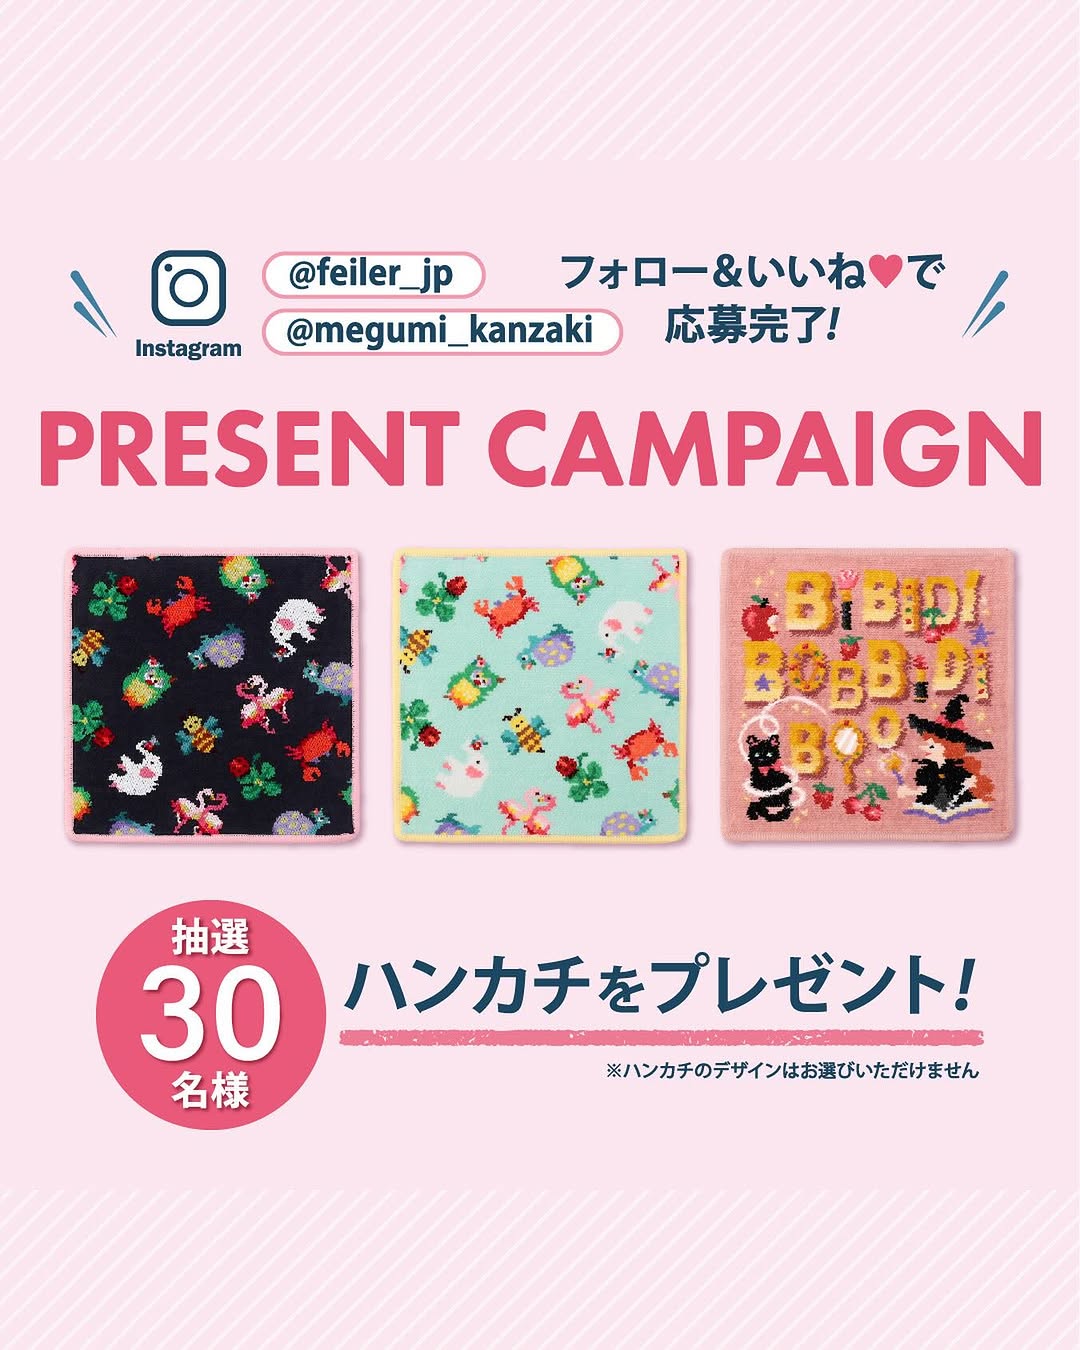 Instagram
@feiler_jp
@megumi_kanzaki
フォロー&いいね♥で
応募完了!
PRESENT CAMPAIGN
BiBiDi
BOBBiDi
BOO
抽選
30
名様
ハンカチをプレゼント!
※ハンカチのデザインはお選びいただけません